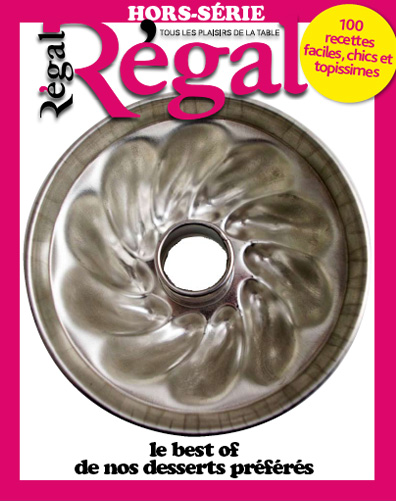 HORS-SÉRIE
Régal
TOUS LES PLAISIRS DE LA TABLE
Régal
100
recettes
faciles, chics et
topissimes
le best of
de nos desserts préférés